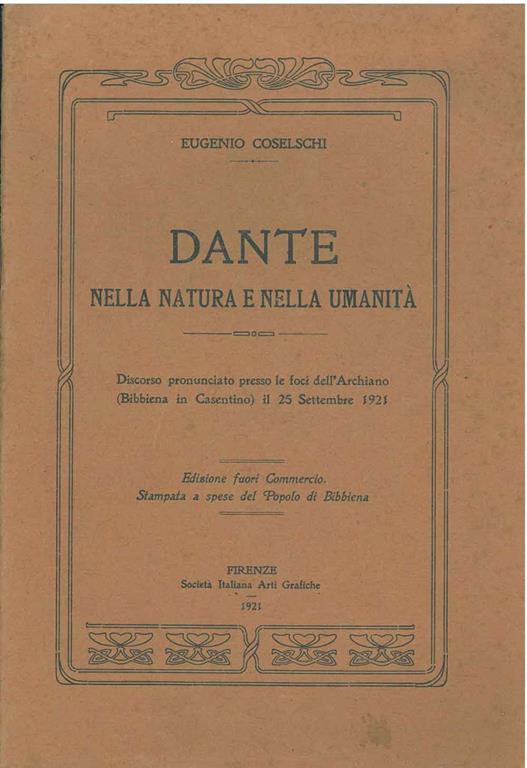 EUGENIO COSELSCHI
DANTE
NELLA NATURA E NELLA UMANITÀ
Discorso pronunciato presso le foci dell'Archiano
(Bibbiena in Casentino) il 25 Settembre 1921
Edizione fuori Commercio.
Stampata a spese del Popolo di Bibbiena
FIRENZE
Società Italiana Arti Grafiche
1921